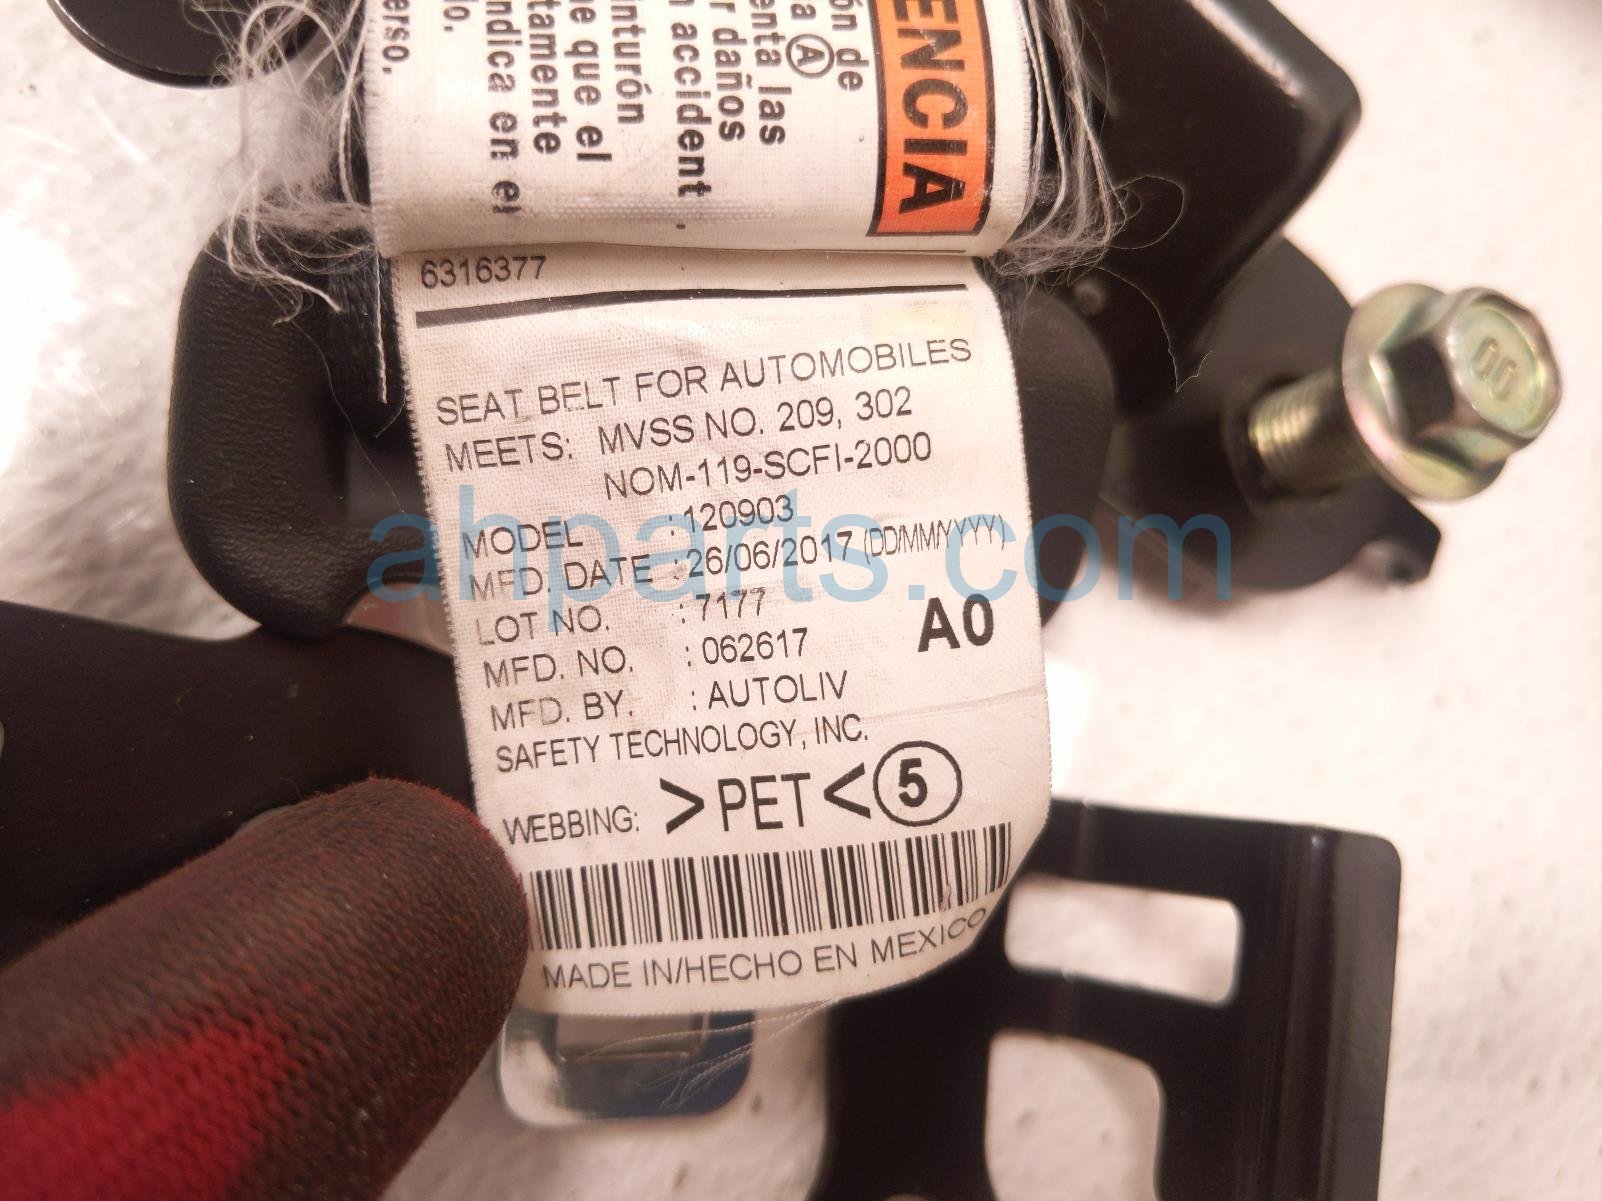 ENCIA
ón de
a A
enta las
r daños
accident
.
inturón
e que el
tamente
ndica en el
io.
erso.
6316377
SEAT BELT FOR AUTOMOBILES
MEETS: MVSS NO. 209, 302
NOM-119-SCFI-2000
MODEL :120903
MFD. DATE :26/06/2017 (DD/MM/YYYY)
LOT NO. :7177
MFD. NO. :062617
A0
MFD. BY. :AUTOLIV
SAFETY TECHNOLOGY, INC.
WEBBING: >PET< 5
MADE IN/HECHO EN MEXICO
ahparts.com